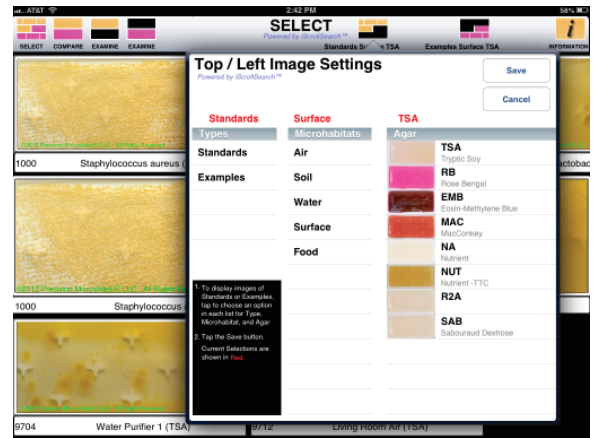 AT&T
2:42 PM
58%
SELECT
Powered by iScrollSearch™
SELECT COMPARE EXAMINE EXAMINE
Standards TSA
Examples Surface TSA
INFORMATION
Top / Left Image Settings
Powered by iScrollSearch™
Save
Cancel
Standards Surface TSA
Types Microhabitats Agar
Standards
Examples
Air
Soil
Water
Surface
Food
TSA
Tryptic Soy
RB
Rose Bengal
EMB
Eosin-Methylene Blue
MAC
MacConkey
NA
Nutrient
NUT
Nutrient -TTC
R2A
SAB
Sabouraud Dextrose
1. To display images of
Standards or Examples,
tap to choose an option
in each list for Type,
Microhabitat, and Agar
2. Tap the Save button.
Current Selections are
shown in Red.
1000 Staphylococcus aureus (
1000 Staphylococcus
9704 Water Purifier 1 (TSA)
9712 Living Room Air (TSA)